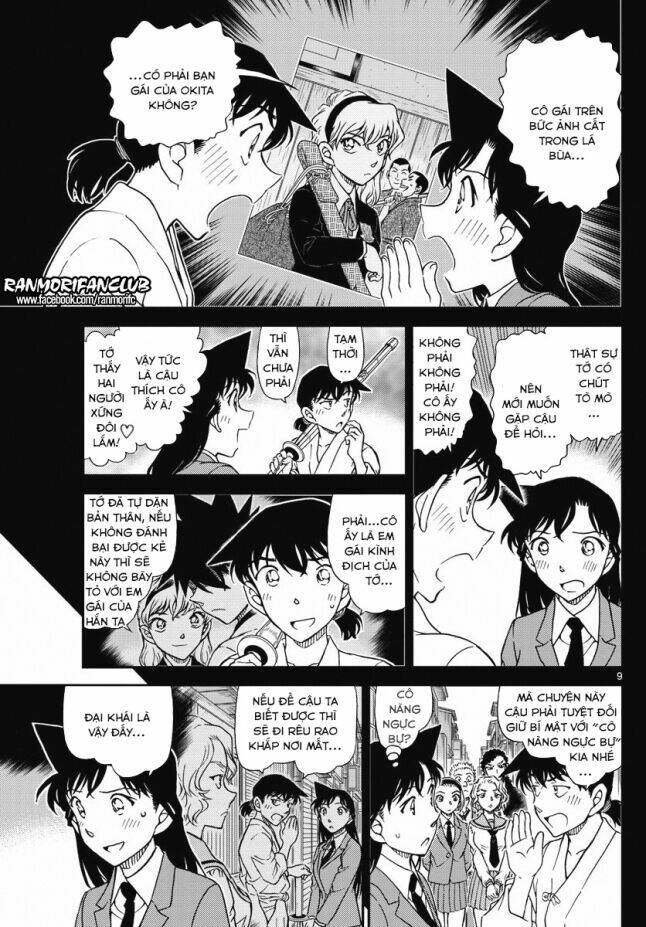 CÔ GÁI TRÊN
BỨC ẢNH CẮT
TRONG LÁ
BÙA...
...CÓ PHẢI BẠN
GÁI CỦA OKITA
KHÔNG?
RANMORIFANCLUB
www.facebook.com/ranmorifc
THẬT SỰ
TỚ CÓ
CHÚT
TÒ MÒ
...
NÊN
MỚI MUỐN
GẶP CẬU
ĐỂ HỎI...
KHÔNG
PHẢI
KHÔNG
PHẢI!
CÔ ẤY
KHÔNG
PHẢI!
TẠM
THỜI
...
THÌ
VẪN
CHƯA
PHẢI
VẬY TỨC
LÀ CẬU
THÍCH CÔ
ẤY À!
TỚ
THẤY
HAI
NGƯỜI
XỨNG
ĐÔI
LẮM!
PHẢI...CÔ
ẤY LÀ EM
GÁI KÌNH
ĐỊCH CỦA
TỚ...
TỚ ĐÃ TỰ DẶN
BẢN THÂN, NẾU
KHÔNG ĐÁNH
BẠI ĐƯỢC KẺ
NÀY THÌ SẼ
KHÔNG BÀY
TỎ VỚI EM
GÁI CỦA
HẮN TA
9
MÀ CHUYỆN NÀY
CẬU PHẢI TUYỆT ĐỐI
GIỮ BÍ MẬT VỚI "CÔ
NÀNG NGỰC BỰ"
KIA NHÉ
...
CÔ
NÀNG
NGỰC
BỰ?
NẾU ĐỂ CẬU TA
BIẾT ĐƯỢC THÌ
SẼ ĐI RÊU RAO
KHẮP NƠI MẤT...
ĐẠI KHÁI LÀ
VẬY ĐẤY...